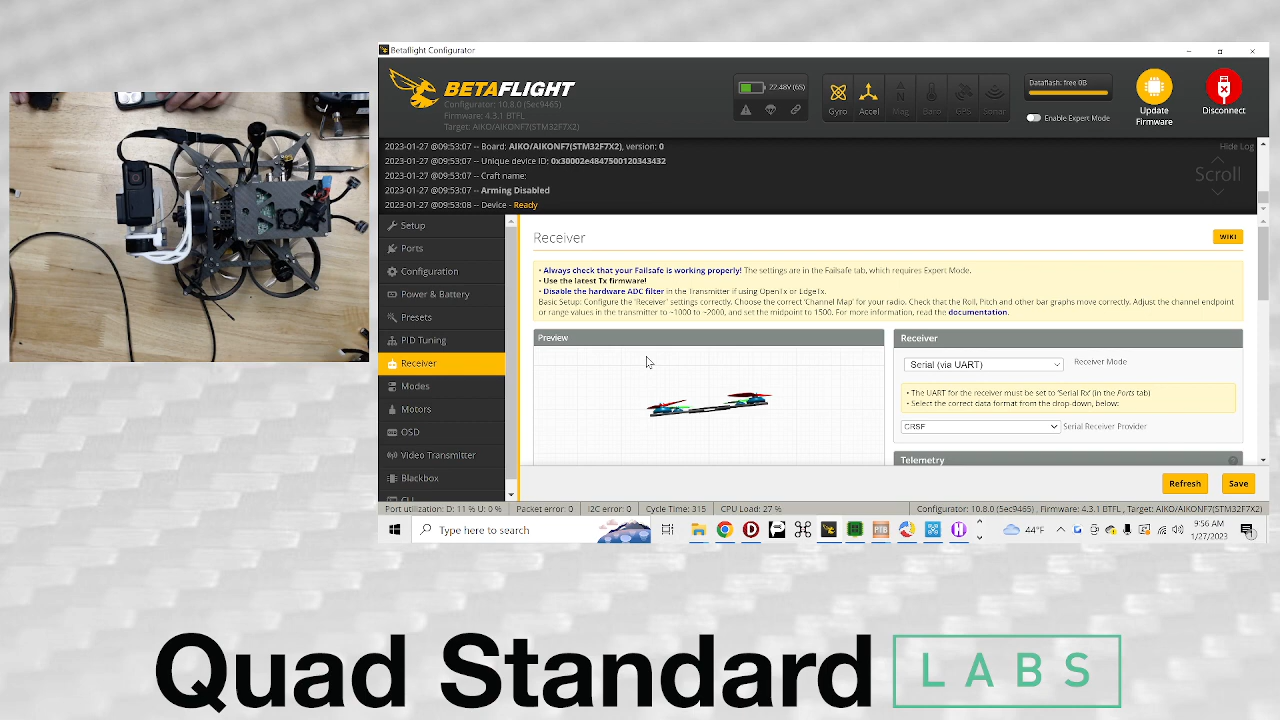 Betaflight Configurator
BETAFLIGHT
Configurator: 10.8.0 (5ec9465)
Firmware: 4.3.1 BTFL
Target: AIKO/AIKONF7(STM32F7X2)
22.48V (6S)
Gyro
Accel
Mag
Baro
GPS
Sonar
Dataflash: free 0B
Enable Expert Mode
Update
Firmware
Disconnect
2023-01-27 @09:53:07 -- Board: AIKO/AIKONF7(STM32F7X2), version: 0
2023-01-27 @09:53:07 -- Unique device ID: 0x30002e4847500120343432
2023-01-27 @09:53:07 -- Craft name:
2023-01-27 @09:53:07 -- Arming Disabled
2023-01-27 @09:53:08 -- Device - Ready
Hide Log
Scroll
Setup
Ports
Configuration
Power & Battery
Presets
PID Tuning
Receiver
Modes
Motors
OSD
Video Transmitter
Blackbox
CLI
Receiver
WIKI
• Always check that your Failsafe is working properly! The settings are in the Failsafe tab, which requires Expert Mode.
• Use the latest Tx firmware!
• Disable the hardware ADC filter in the Transmitter if using OpenTx or EdgeTx.
Basic Setup: Configure the 'Receiver' settings correctly. Choose the correct 'Channel Map' for your radio. Check that the Roll, Pitch and other bar graphs move correctly. Adjust the channel endpoint
or range values in the transmitter to ~1000 to ~2000, and set the midpoint to 1500. For more information, read the documentation.
Preview
Receiver
Serial (via UART)
Receiver Mode
• The UART for the receiver must be set to 'Serial Rx' (in the Ports tab)
• Select the correct data format from the drop-down, below:
CRSF
Serial Receiver Provider
Telemetry
Refresh
Save
Port utilization: D: 11 % U: 0 %
Packet error: 0
I2C error: 0
Cycle Time: 315
CPU Load: 27 %
Configurator: 10.8.0 (5ec9465) , Firmware: 4.3.1 BTFL , Target: AIKO/AIKONF7(STM32F7X2)
Type here to search
44°F
9:56 AM
1/27/2023
Quad Standard LABS